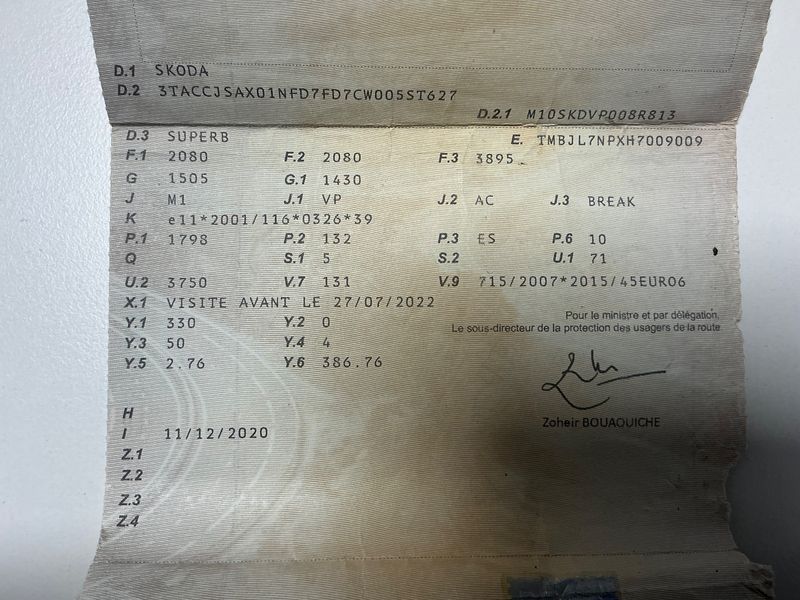 D.1 SKODA
D.2 3TACCJSAX01NFD7FD7CW005ST627
D.2.1 M10SKDVP008R813
D.3 SUPERB E. TMBJL7NPXH7009009
F.1 2080 F.2 2080 F.3 3895
G 1505 G.1 1430
J M1 J.1 VP J.2 AC J.3 BREAK
K e11*2001/116*0326*39
P.1 1798 P.2 132 P.3 ES P.6 10
Q S.1 5 S.2 U.1 71
U.2 3750 V.7 131 V.9 715/2007*2015/45EURO6
X.1 VISITE AVANT LE 27/07/2022
Y.1 330 Y.2 0
Pour le ministre et par délégation,
Le sous-directeur de la protection des usagers de la route
Y.3 50 Y.4 4
Y.5 2.76 Y.6 386.76
H
Zoheir BOUAOUICHE
I 11/12/2020
Z.1
Z.2
Z.3
Z.4